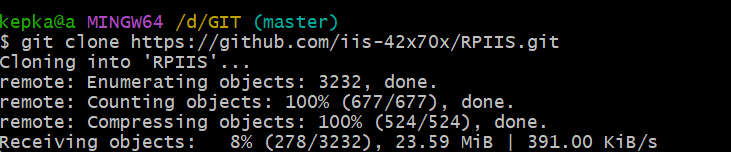 kepka@a MINGW64 /d/GIT (master)
$ git clone https://github.com/iis-42x70x/RPIIS.git
Cloning into 'RPIIS'...
remote: Enumerating objects: 3232, done.
remote: Counting objects: 100% (677/677), done.
remote: Compressing objects: 100% (524/524), done.
Receiving objects:   8% (278/3232), 23.59 MiB | 391.00 KiB/s